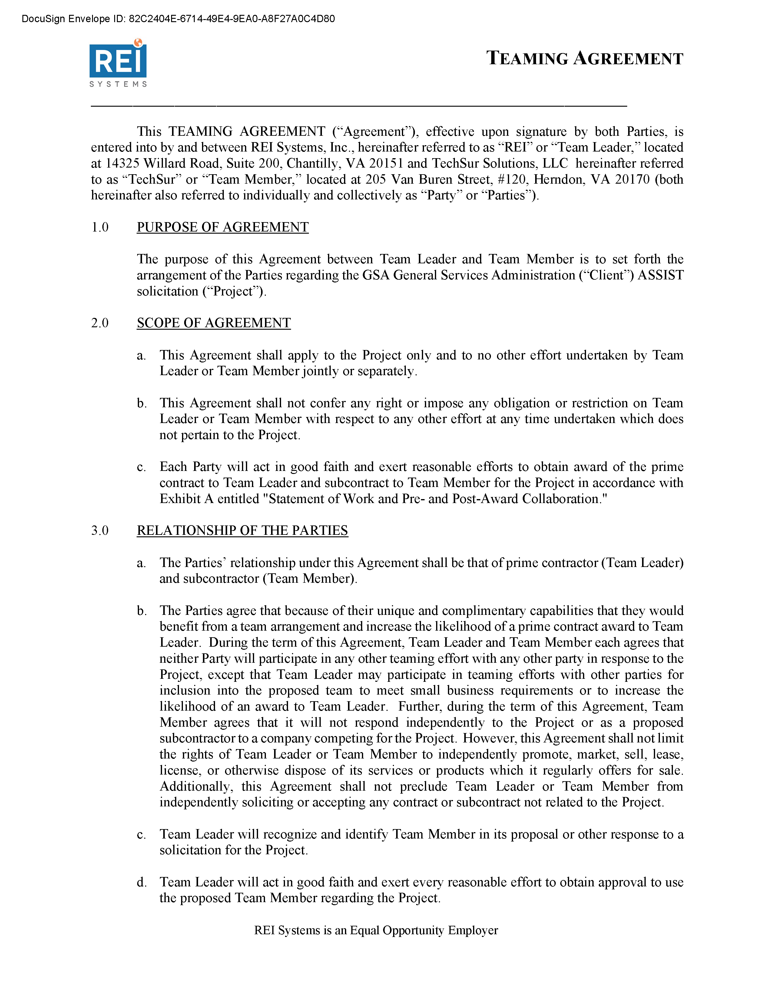 DocuSign Envelope ID: 82C2404E-6714-49E4-9EA0-A8F27A0C4D80
REI
SYSTEMS
TEAMING AGREEMENT
This TEAMING AGREEMENT (“Agreement”), effective upon signature by both Parties, is
entered into by and between REI Systems, Inc., hereinafter referred to as “REI” or “Team Leader,” located
at 14325 Willard Road, Suite 200, Chantilly, VA 20151 and TechSur Solutions, LLC hereinafter referred
to as “TechSur” or “Team Member,” located at 205 Van Buren Street, #120, Herndon, VA 20170 (both
hereinafter also referred to individually and collectively as “Party” or “Parties”).
1.0 PURPOSE OF AGREEMENT
The purpose of this Agreement between Team Leader and Team Member is to set forth the
arrangement of the Parties regarding the GSA General Services Administration (“Client”) ASSIST
solicitation (“Project”).
2.0 SCOPE OF AGREEMENT
a. This Agreement shall apply to the Project only and to no other effort undertaken by Team
Leader or Team Member jointly or separately.
b. This Agreement shall not confer any right or impose any obligation or restriction on Team
Leader or Team Member with respect to any other effort at any time undertaken which does
not pertain to the Project.
c. Each Party will act in good faith and exert reasonable efforts to obtain award of the prime
contract to Team Leader and subcontract to Team Member for the Project in accordance with
Exhibit A entitled "Statement of Work and Pre- and Post-Award Collaboration."
3.0 RELATIONSHIP OF THE PARTIES
a. The Parties’ relationship under this Agreement shall be that of prime contractor (Team Leader)
and subcontractor (Team Member).
b. The Parties agree that because of their unique and complimentary capabilities that they would
benefit from a team arrangement and increase the likelihood of a prime contract award to Team
Leader. During the term of this Agreement, Team Leader and Team Member each agrees that
neither Party will participate in any other teaming effort with any other party in response to the
Project, except that Team Leader may participate in teaming efforts with other parties for
inclusion into the proposed team to meet small business requirements or to increase the
likelihood of an award to Team Leader. Further, during the term of this Agreement, Team
Member agrees that it will not respond independently to the Project or as a proposed
subcontractor to a company competing for the Project. However, this Agreement shall not limit
the rights of Team Leader or Team Member to independently promote, market, sell, lease,
license, or otherwise dispose of its services or products which it regularly offers for sale.
Additionally, this Agreement shall not preclude Team Leader or Team Member from
independently soliciting or accepting any contract or subcontract not related to the Project.
c. Team Leader will recognize and identify Team Member in its proposal or other response to a
solicitation for the Project.
d. Team Leader will act in good faith and exert every reasonable effort to obtain approval to use
the proposed Team Member regarding the Project.
REI Systems is an Equal Opportunity Employer